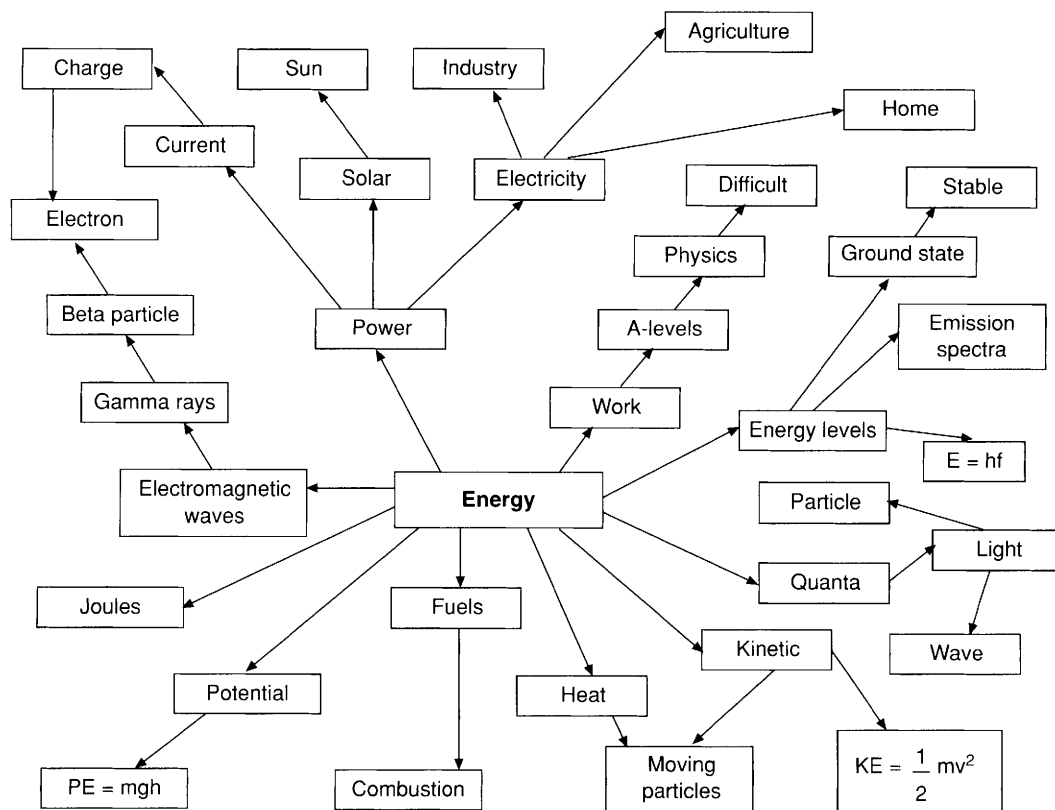 Agriculture
Charge
Sun
Industry
Home
Current
Solar
Electricity
Difficult
Stable
Electron
Physics
Ground state
Beta particle
Power
A-levels
Emission
spectra
Gamma rays
Work
Energy levels
E = hf
Electromagnetic
waves
Energy
Particle
Light
Joules
Fuels
Quanta
Kinetic
Wave
Potential
Heat
PE = mgh
Combustion
Moving
particles
KE = 1/2 mv²